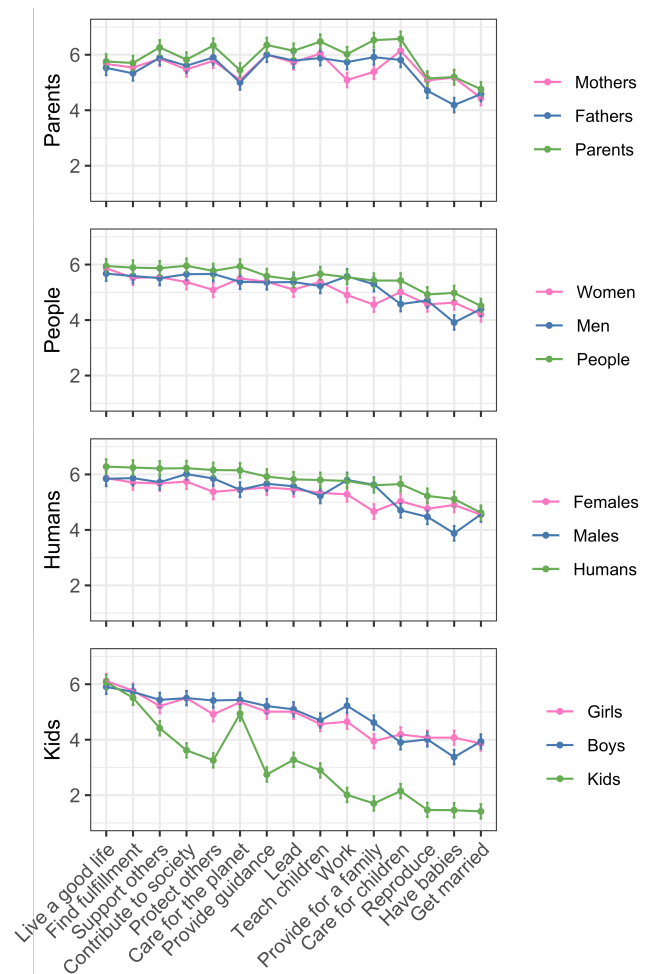 Parents
6
4
2
Mothers
Fathers
Parents
People
6
4
2
Women
Men
People
Humans
6
4
2
Females
Males
Humans
Kids
6
4
2
Girls
Boys
Kids
Live a good life
Find fulfillment
Support others
Contribute to society
Protect others
Care for the planet
Provide guidance
Lead
Teach children
Work
Provide for a family
Care for children
Reproduce
Have babies
Get married